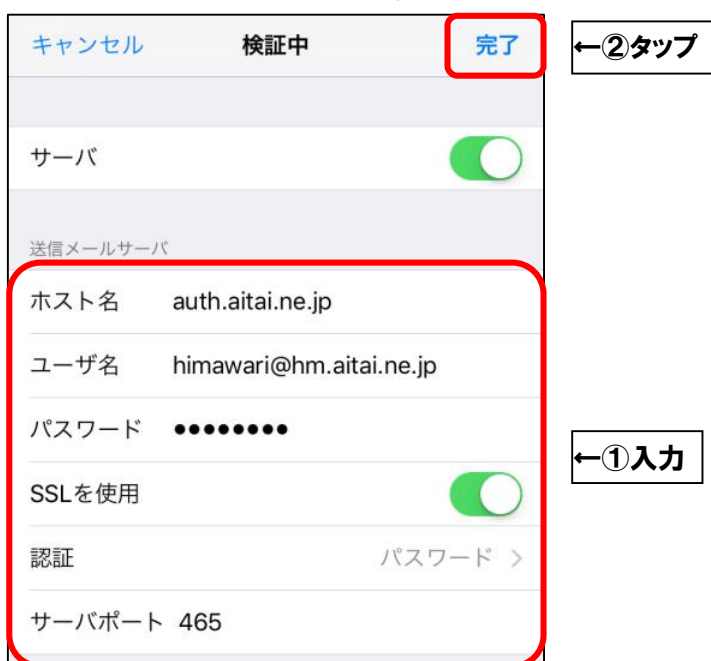 キャンセル 検証中 完了 ←②タップ
サーバ
送信メールサーバ
ホスト名 auth.aitai.ne.jp
ユーザ名 himawari@hm.aitai.ne.jp
パスワード ●●●●●●●●
←①入力
SSLを使用
認証 パスワード >
サーバポート 465